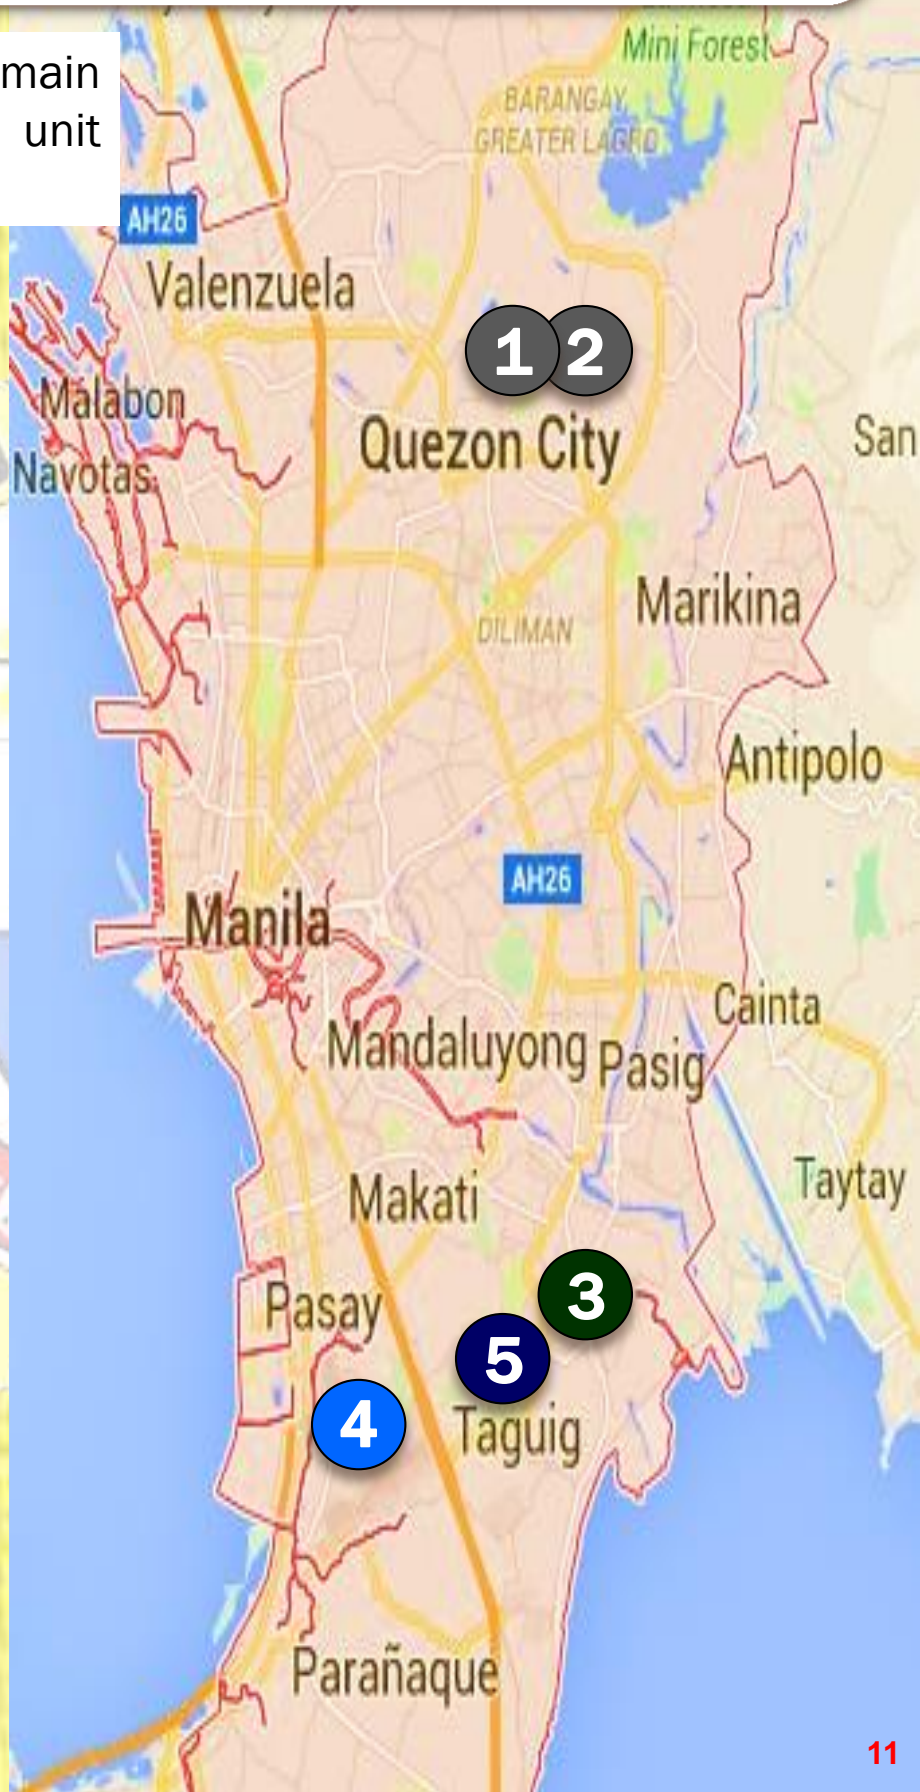 main
unit
Mini Forest
BARANGAY
GREATER LAGRO
AH26
Valenzuela
1 2
Malabon
Quezon City
San
Navotas
Marikina
DILIMAN
Antipolo
AH26
Manila
Cainta
Mandaluyong
Pasig
Taytay
Makati
3
Pasay
5
4
Taguig
Parañaque
11